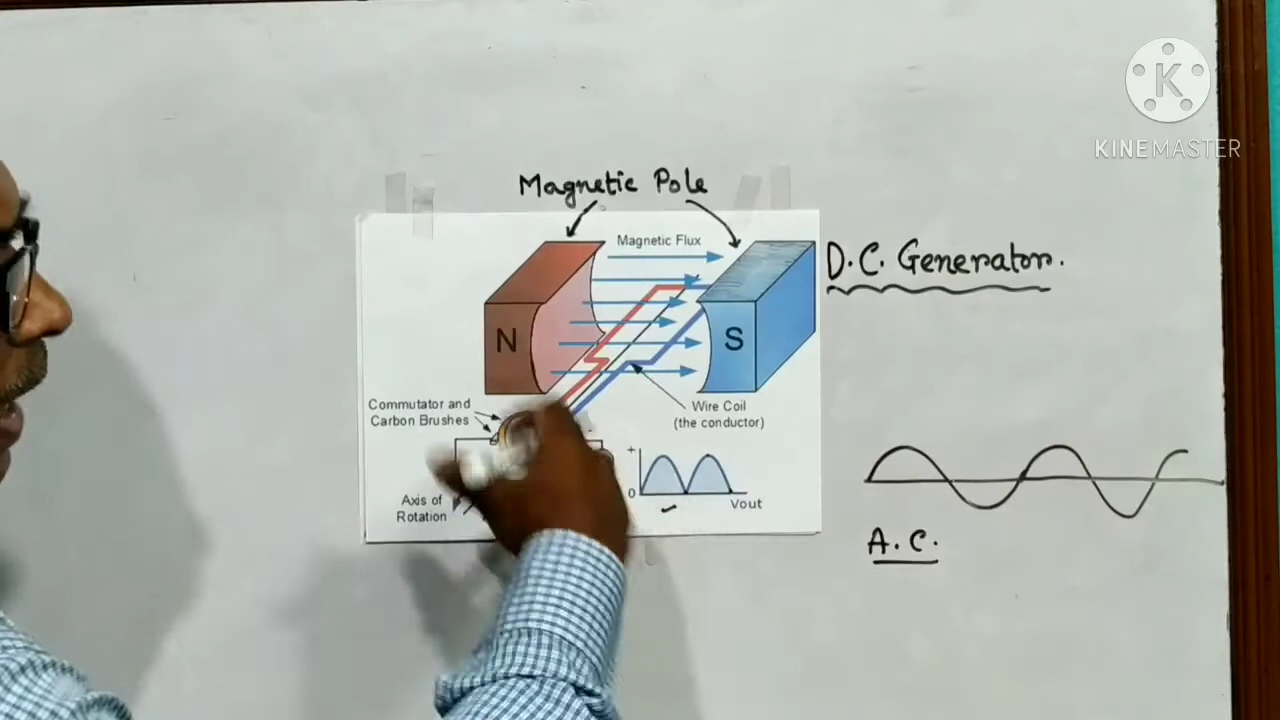 KINEMASTER
Magnetic Pole
Magnetic Flux
D.C. Generator.
N
S
Commutator and
Carbon Brushes
Wire Coil
(the conductor)
+
0
Vout
Axis of
Rotation
A.C.